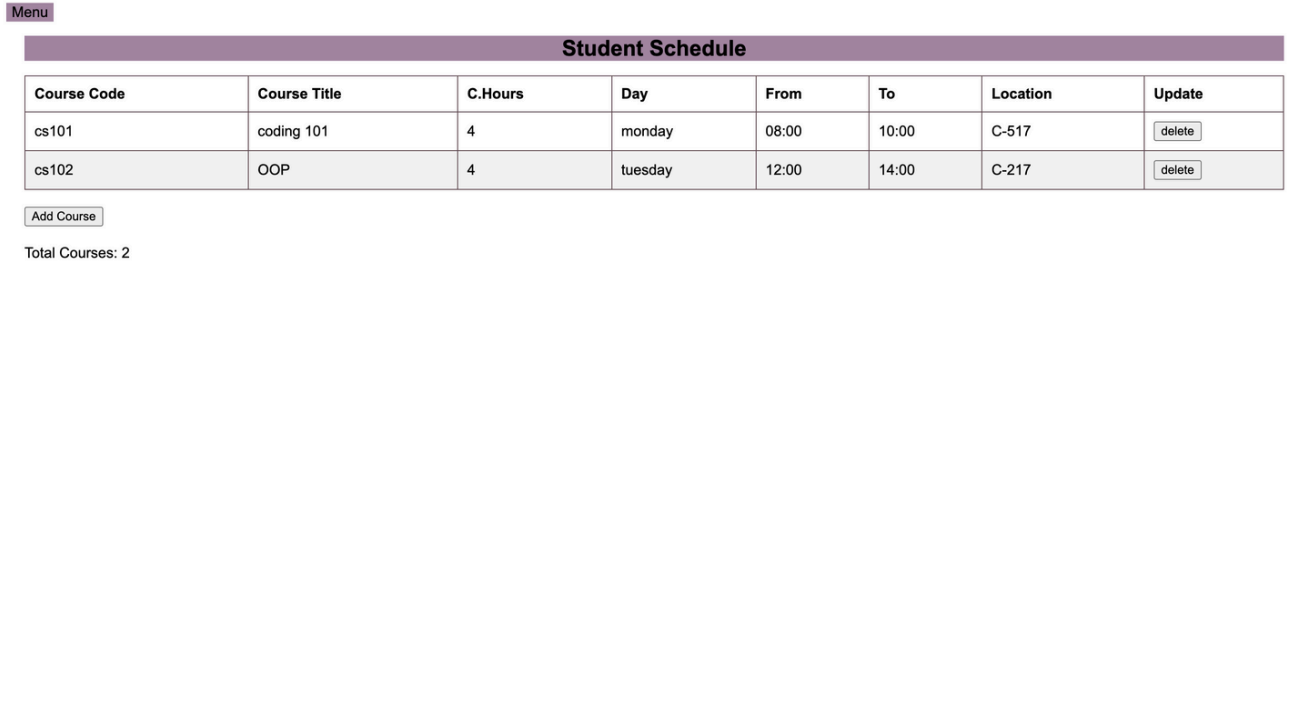 Menu
Student Schedule
Course Code Course Title C.Hours Day From To Location Update
cs101 coding 101 4 monday 08:00 10:00 C-517 delete
cs102 OOP 4 tuesday 12:00 14:00 C-217 delete
Add Course
Total Courses: 2